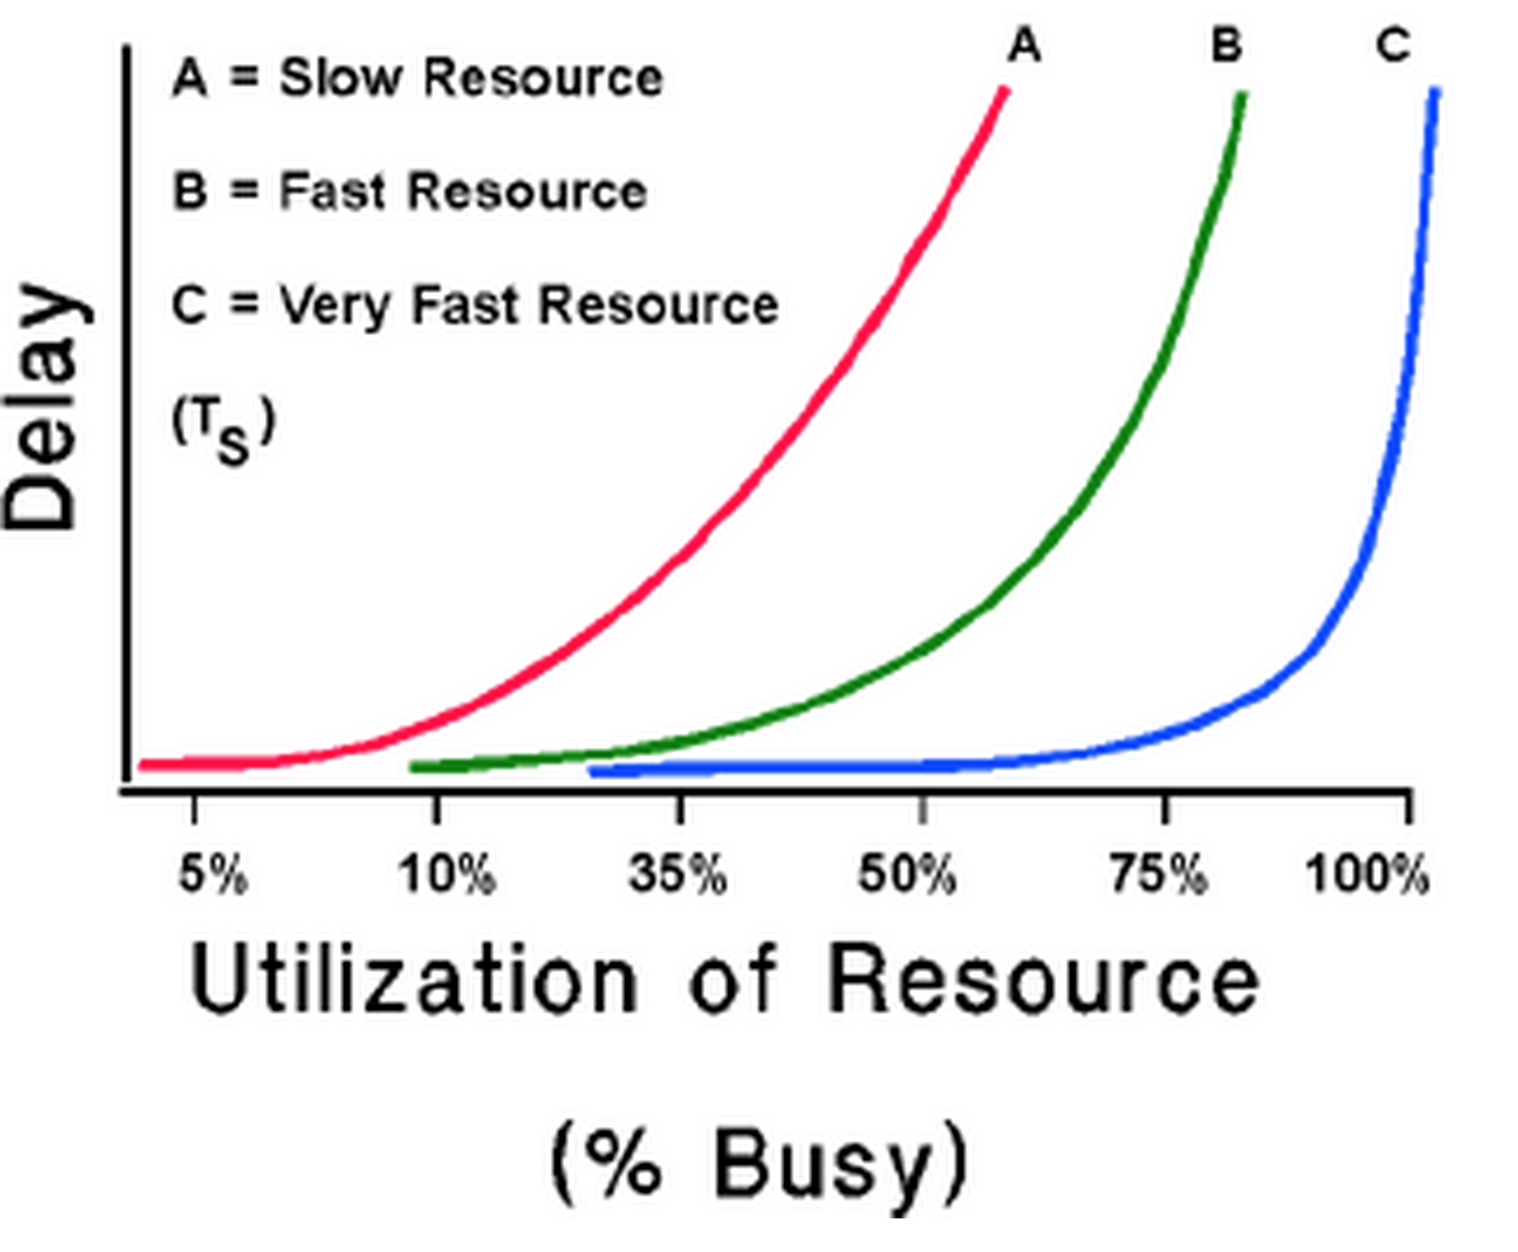 A B C
A = Slow Resource
B = Fast Resource
C = Very Fast Resource
(TS)
Delay
5% 10% 35% 50% 75% 100%
Utilization of Resource
(% Busy)